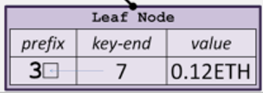 Leaf Node
prefix key-end value
3□ 7 0.12ETH